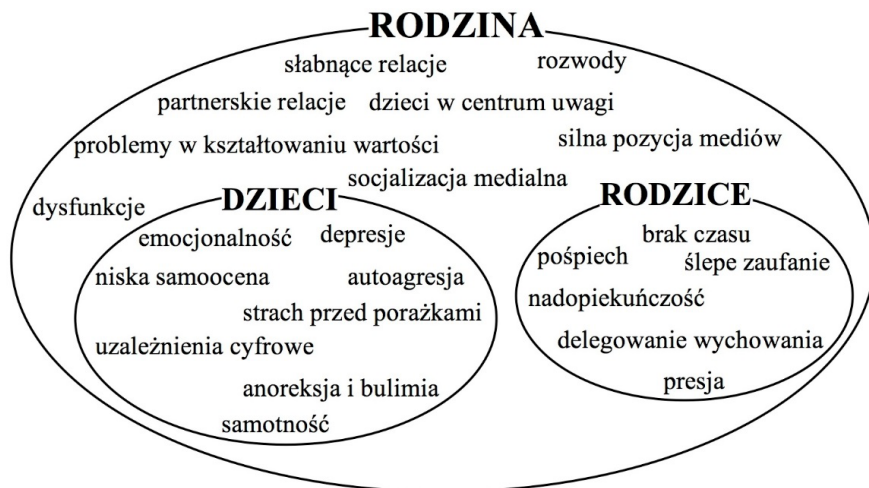 RODZINA
słabnące relacje
rozwody
partnerskie relacje
dzieci w centrum uwagi
problemy w kształtowaniu wartości
silna pozycja mediów
socjalizacja medialna
dysfunkcje
DZIECI
emocjonalność
depresje
niska samoocena
autoagresja
strach przed porażkami
uzależnienia cyfrowe
anoreksja i bulimia
samotność
RODZICE
brak czasu
pośpiech
ślepe zaufanie
nadopiekuńczość
delegowanie wychowania
presja